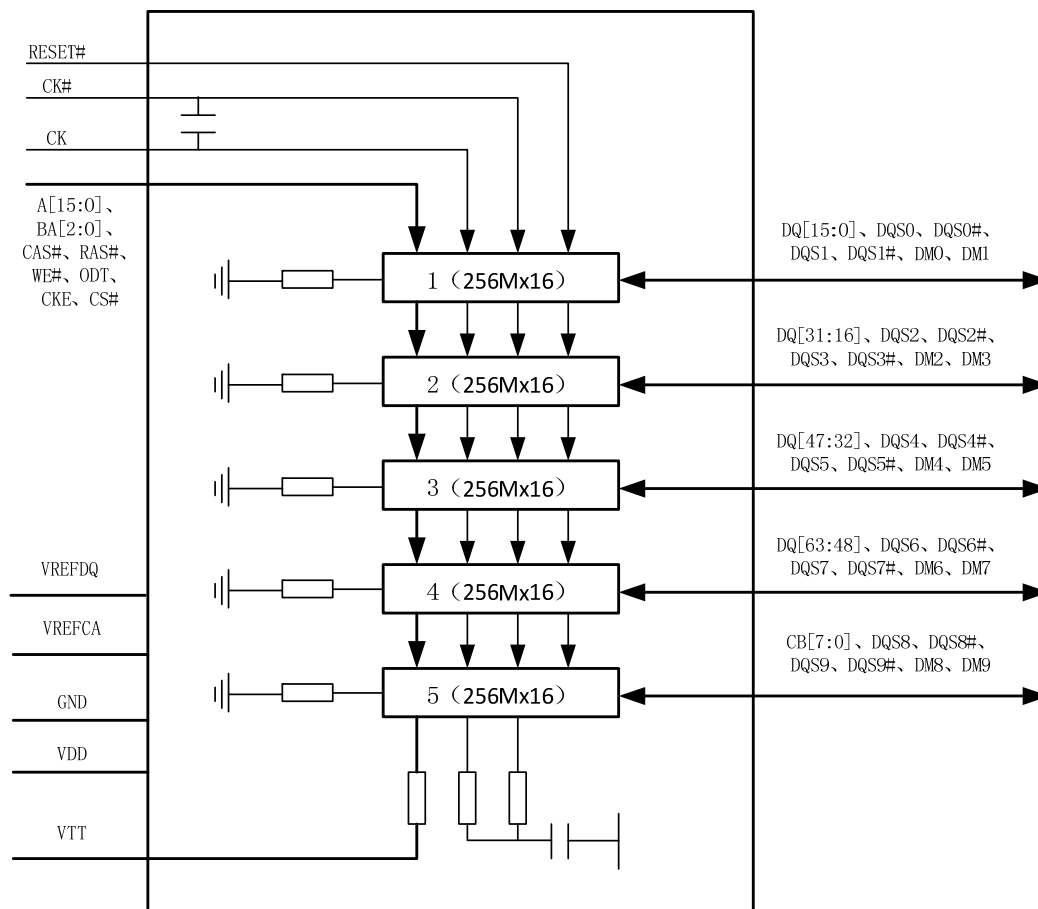 RESET#
CK#
CK
A[15:0]、
BA[2:0]、
CAS#、RAS#、
WE#、ODT、
CKE、CS#
1（256Mx16）
DQ[15:0]、DQS0、DQS0#、
DQS1、DQS1#、DM0、DM1
2（256Mx16）
DQ[31:16]、DQS2、DQS2#、
DQS3、DQS3#、DM2、DM3
3（256Mx16）
DQ[47:32]、DQS4、DQS4#、
DQS5、DQS5#、DM4、DM5
4（256Mx16）
DQ[63:48]、DQS6、DQS6#、
DQS7、DQS7#、DM6、DM7
5（256Mx16）
CB[7:0]、DQS8、DQS8#、
DQS9、DQS9#、DM8、DM9
VREFDQ
VREFCA
GND
VDD
VTT